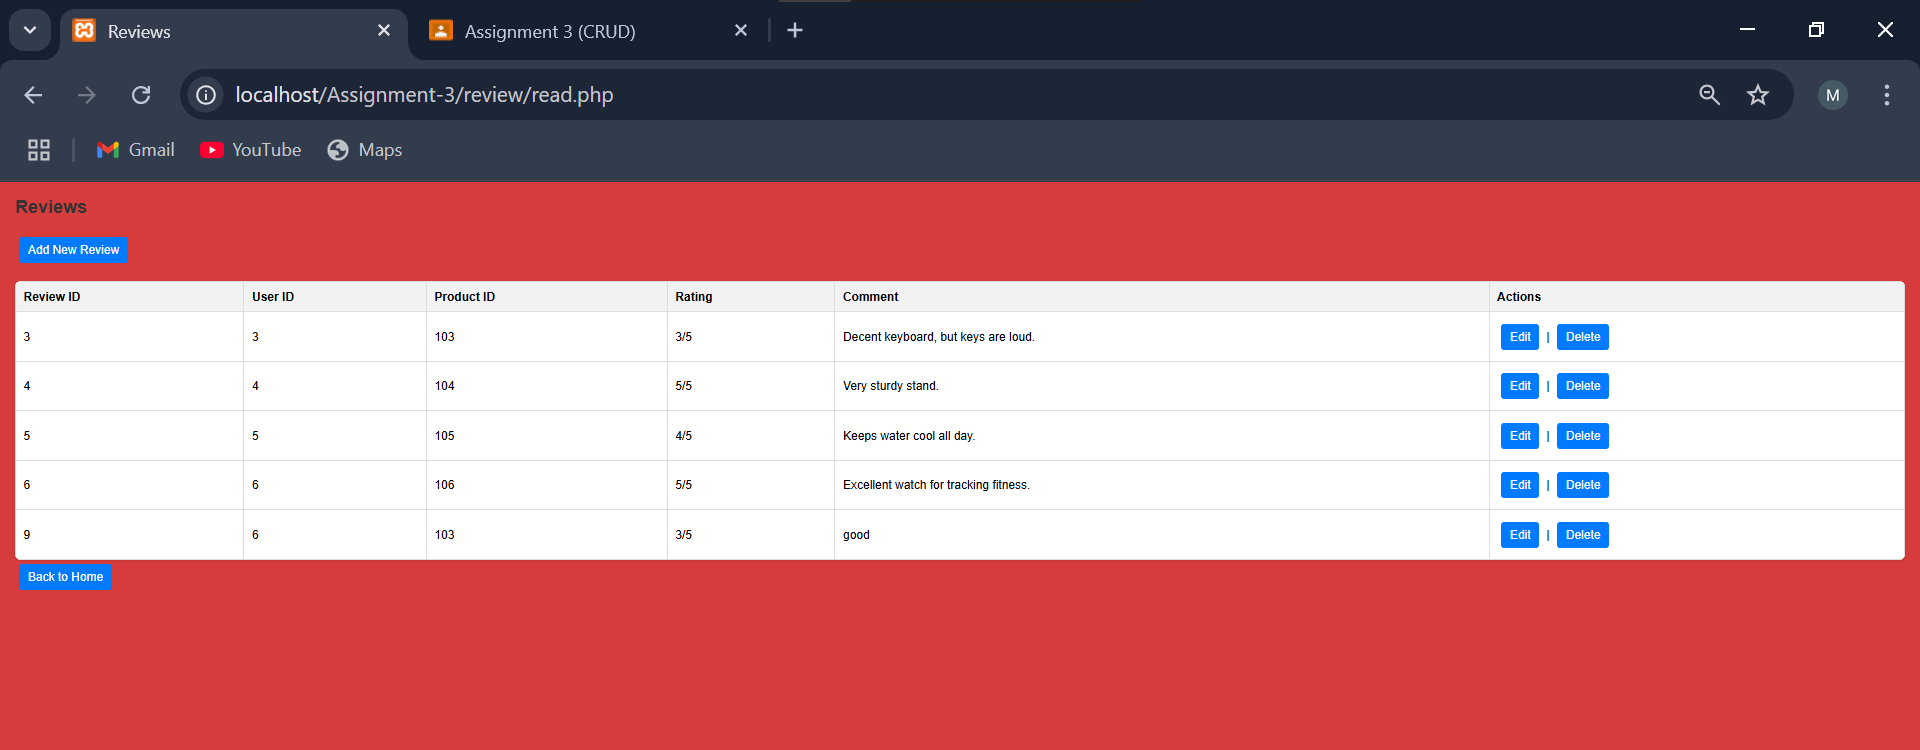 Reviews
Assignment 3 (CRUD)
localhost/Assignment-3/review/read.php
M
Gmail
YouTube
Maps
Reviews
Add New Review
Review ID User ID Product ID Rating Comment Actions
3 3 103 3/5 Decent keyboard, but keys are loud. Edit | Delete
4 4 104 5/5 Very sturdy stand. Edit | Delete
5 5 105 4/5 Keeps water cool all day. Edit | Delete
6 6 106 5/5 Excellent watch for tracking fitness. Edit | Delete
9 6 103 3/5 good Edit | Delete
Back to Home